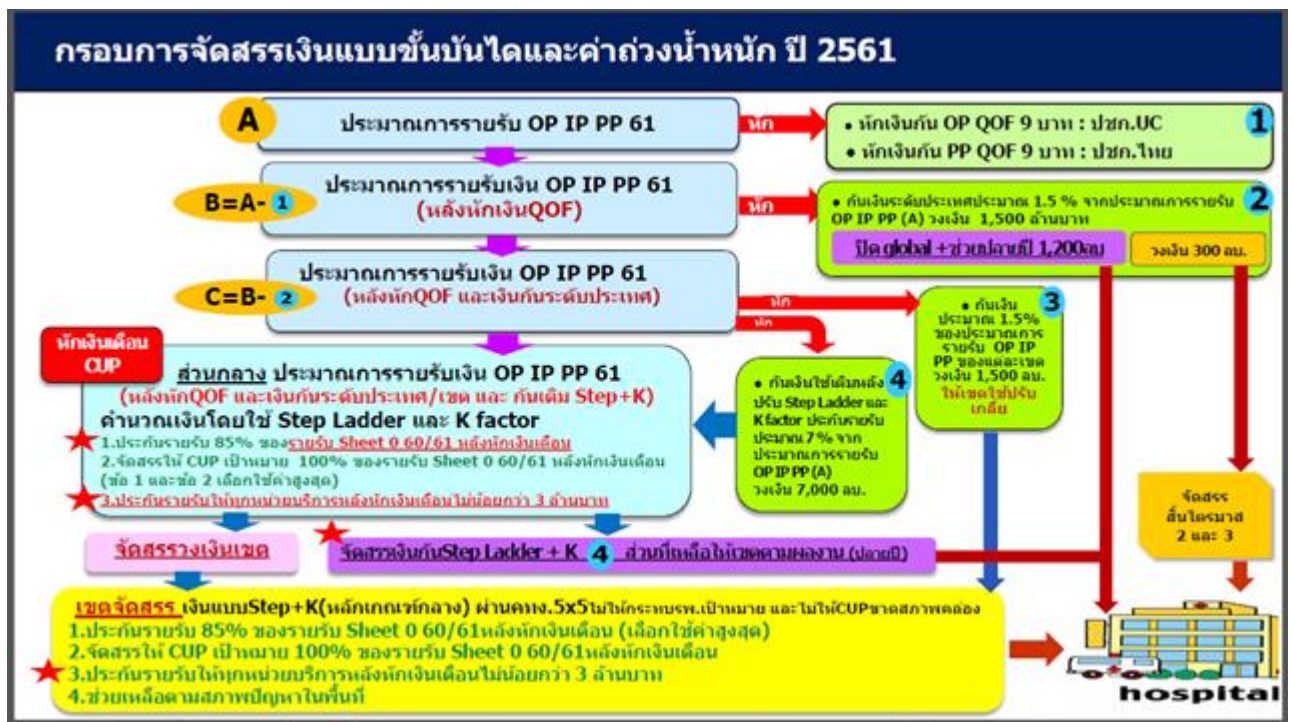 กรอบการจัดสรรเงินแบบขั้นบันไดและค่าถ่วงน้ำหนัก ปี 2561
A
ประมาณการรายรับ OP IP PP 61
หัก
1
• หักเงินกัน OP QOF 9 บาท : ปชก.UC
• หักเงินกัน PP QOF 9 บาท : ปชก.ไทย
B=A- 1
ประมาณการรายรับเงิน OP IP PP 61
(หลังหักเงินQOF)
หัก
2
• กันเงินระดับประเทศประมาณ 1.5 % จากประมาณการรายรับ
OP IP PP (A) วงเงิน 1,500 ล้านบาท
ปิด global +ช่วยปลายปี 1,200ลบ
วงเงิน 300 ลบ.
C=B- 2
ประมาณการรายรับเงิน OP IP PP 61
(หลังหักQOF และเงินกันระดับประเทศ)
หัก
หัก
3
• กันเงิน
ประมาณ 1.5%
ของประมาณการ
รายรับ OP IP
PP ของแต่ละเขต
วงเงิน 1,500 ลบ.
ให้เขตใช้ปรับ
เกลี่ย
4
• กันเงินใช้เติมหลัง
ปรับ Step Ladder และ
K factor ประกันรายรับ
ประมาณ 7 % จาก
ประมาณการรายรับ
OP IP PP (A)
วงเงิน 7,000 ลบ.
หักเงินเดือน
CUP
ส่วนกลาง ประมาณการรายรับเงิน OP IP PP 61
(หลังหักQOF และเงินกันระดับประเทศ/เขต และ กันเติม Step+K)
คำนวณเงินโดยใช้ Step Ladder และ K factor
1.ประกันรายรับ 85% ของรายรับ Sheet 0 60/61 หลังหักเงินเดือน
2.จัดสรรให้ CUP เป้าหมาย 100% ของรายรับ Sheet 0 60/61 หลังหักเงินเดือน
(ข้อ 1 และข้อ 2 เลือกใช้ค่าสูงสุด)
3.ประกันรายรับให้ทุกหน่วยบริการหลังหักเงินเดือนไม่น้อยกว่า 3 ล้านบาท
จัดสรร
สิ้นไตรมาส
2 และ 3
จัดสรรวงเงินเขต
จัดสรรเงินกันStep Ladder + K 4 ส่วนที่เหลือให้เขตตามผลงาน (ปลายปี)
เขตจัดสรร เงินแบบStep+K(หลักเกณฑ์กลาง) ผ่านคทง.5x5ไม่ให้กระทบรพ.เป้าหมาย และไม่ให้CUPขาดสภาพคล่อง
1.ประกันรายรับ 85% ของรายรับ Sheet 0 60/61หลังหักเงินเดือน (เลือกใช้ค่าสูงสุด)
2.จัดสรรให้ CUP เป้าหมาย 100% ของรายรับ Sheet 0 60/61หลังหักเงินเดือน
3.ประกันรายรับให้ทุกหน่วยบริการหลังหักเงินเดือนไม่น้อยกว่า 3 ล้านบาท
4.ช่วยเหลือตามสภาพปัญหาในพื้นที่
hospital